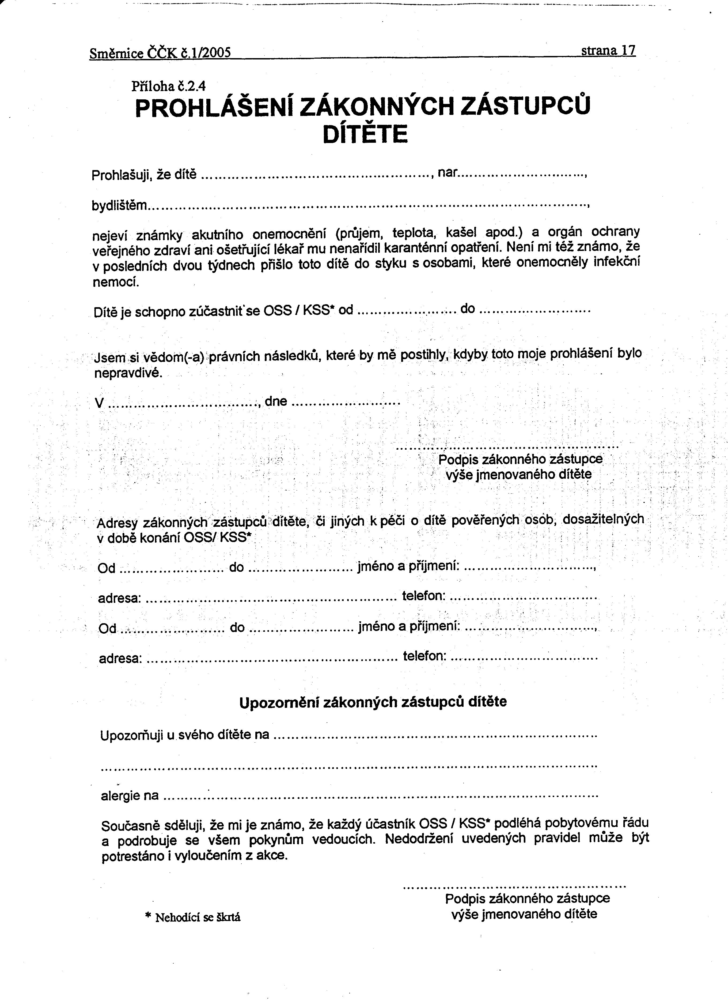 Směrnice ČČK č.1/2005 strana 17
Příloha č.2.4
PROHLÁŠENÍ ZÁKONNÝCH ZÁSTUPCŮ
DÍTĚTE
Prohlašuji, že dítě ........................................................, nar................................,
bydlištěm..............................................................................................................,
nejeví známky akutního onemocnění (průjem, teplota, kašel apod.) a orgán ochrany
veřejného zdraví ani ošetřující lékař mu nenařídil karanténní opatření. Není mi též známo, že
v posledních dvou týdnech přišlo toto dítě do styku s osobami, které onemocněly infekční
nemocí.
Dítě je schopno zúčastnit se OSS / KSS* od ......................... do ............................
Jsem si vědom(-a) právních následků, které by mě postihly, kdyby toto moje prohlášení bylo
nepravdivé.
V ......................................, dne ...........................
........................................................
Podpis zákonného zástupce
výše jmenovaného dítěte
Adresy zákonných zástupců dítěte, či jiných k péči o dítě pověřených osob, dosažitelných
v době konání OSS/ KSS*
Od .......................... do .......................... jméno a příjmení: ................................,
adresa: ............................................................... telefon: .....................................
Od .......................... do .......................... jméno a příjmení: ................................,
adresa: ............................................................... telefon: .....................................
Upozornění zákonných zástupců dítěte
Upozorňuji u svého dítěte na .................................................................................
............................................................................................................................
alergie na .............................................................................................................
Současně sděluji, že mi je známo, že každý účastník OSS / KSS* podléhá pobytovému řádu
a podrobuje se všem pokynům vedoucích. Nedodržení uvedených pravidel může být
potrestáno i vyloučením z akce.
........................................................
Podpis zákonného zástupce
výše jmenovaného dítěte
* Nehodící se škrtá